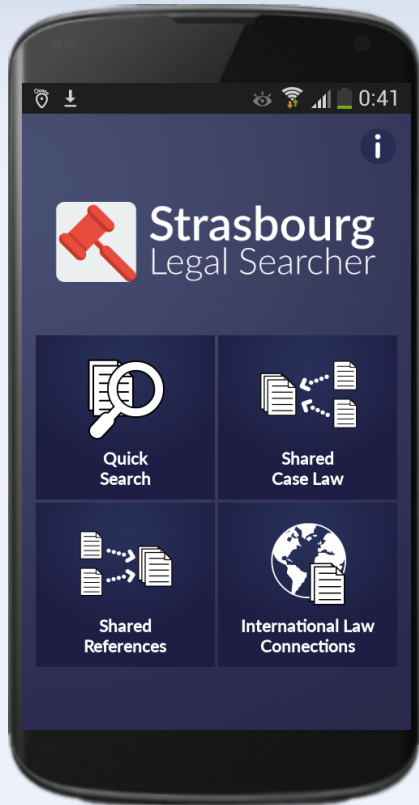 0:41
i
Strasbourg
Legal Searcher
Quick
Search
Shared
Case Law
Shared
References
International Law
Connections